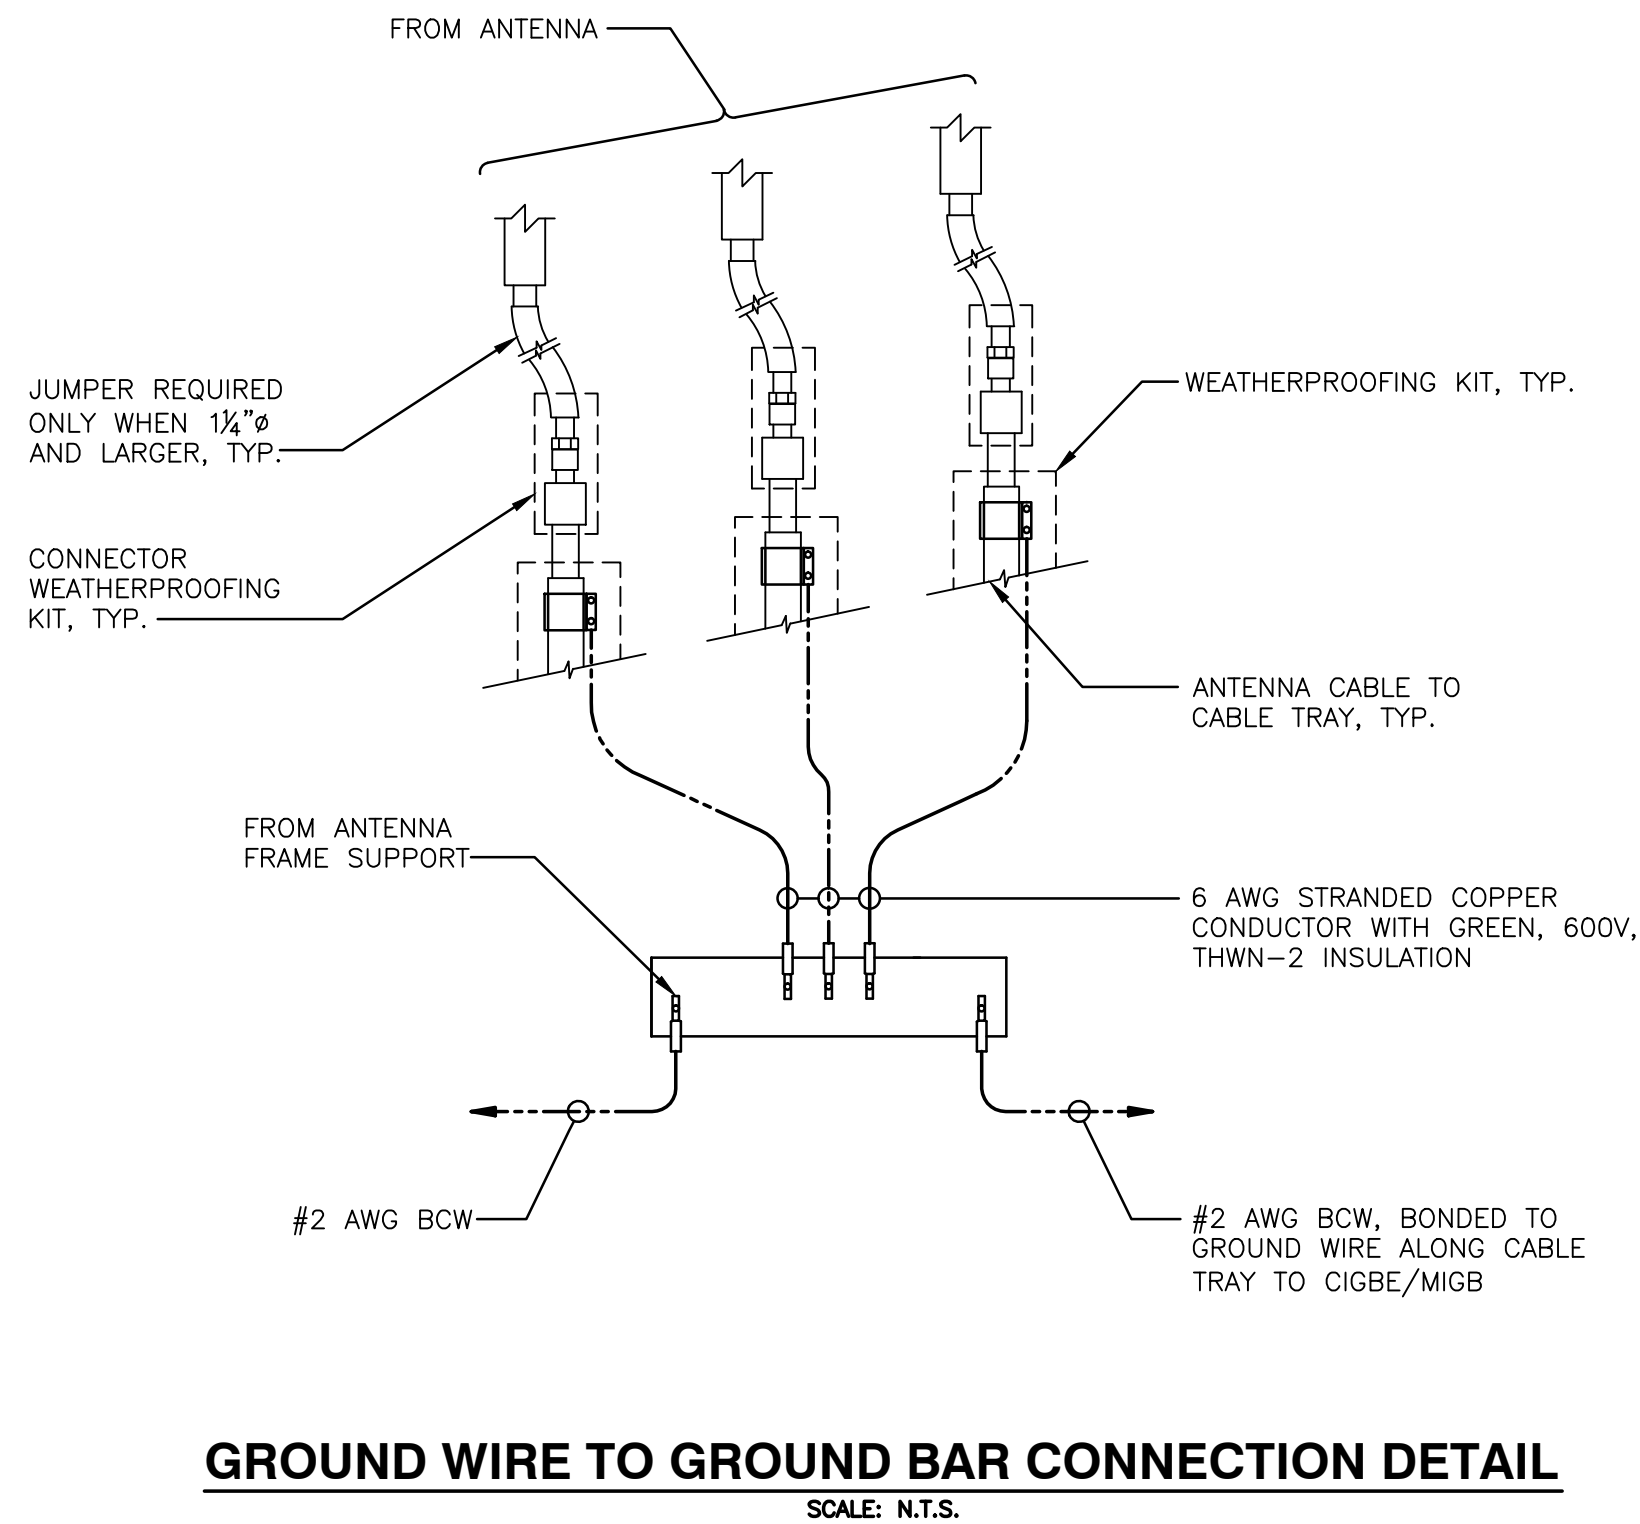 FROM ANTENNA
JUMPER REQUIRED
ONLY WHEN 1¼"ø
AND LARGER, TYP.
WEATHERPROOFING KIT, TYP.
CONNECTOR
WEATHERPROOFING
KIT, TYP.
ANTENNA CABLE TO
CABLE TRAY, TYP.
FROM ANTENNA
FRAME SUPPORT
6 AWG STRANDED COPPER
CONDUCTOR WITH GREEN, 600V,
THWN-2 INSULATION
#2 AWG BCW
#2 AWG BCW, BONDED TO
GROUND WIRE ALONG CABLE
TRAY TO CIGBE/MIGB
GROUND WIRE TO GROUND BAR CONNECTION DETAIL
SCALE: N.T.S.